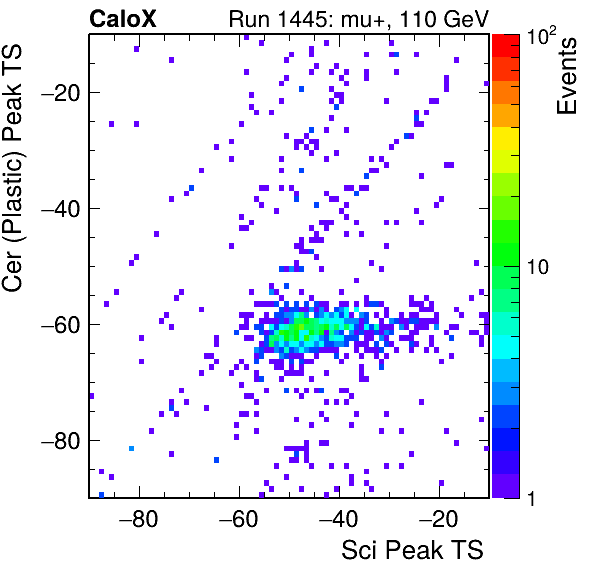 CaloX Run 1445: mu+, 110 GeV
Cer (Plastic) Peak TS
−20
−40
−60
−80
−80 −60 −40 −20
Sci Peak TS
10²
10
1
Events